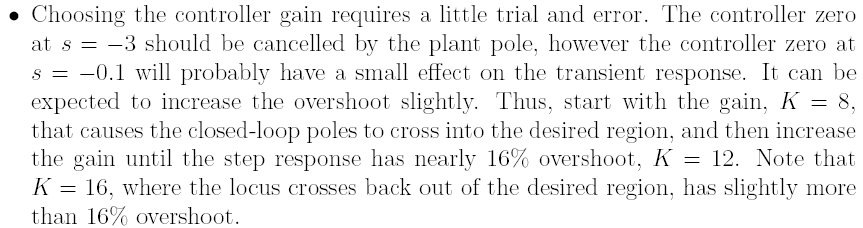 • Choosing the controller gain requires a little trial and error. The controller zero
at s = −3 should be cancelled by the plant pole, however the controller zero at
s = −0.1 will probably have a small effect on the transient response. It can be
expected to increase the overshoot slightly. Thus, start with the gain, K = 8,
that causes the closed-loop poles to cross into the desired region, and then increase
the gain until the step response has nearly 16% overshoot, K = 12. Note that
K = 16, where the locus crosses back out of the desired region, has slightly more
than 16% overshoot.